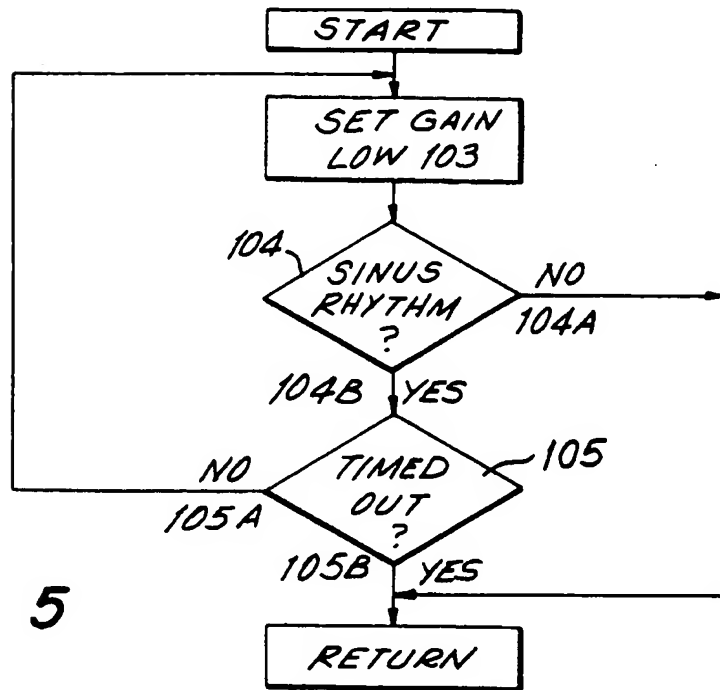 START
SET GAIN
LOW 103
104
SINUS
RHYTHM
?
NO
104A
104B YES
TIMED
OUT
?
105
NO
105A
105B YES
5
RETURN